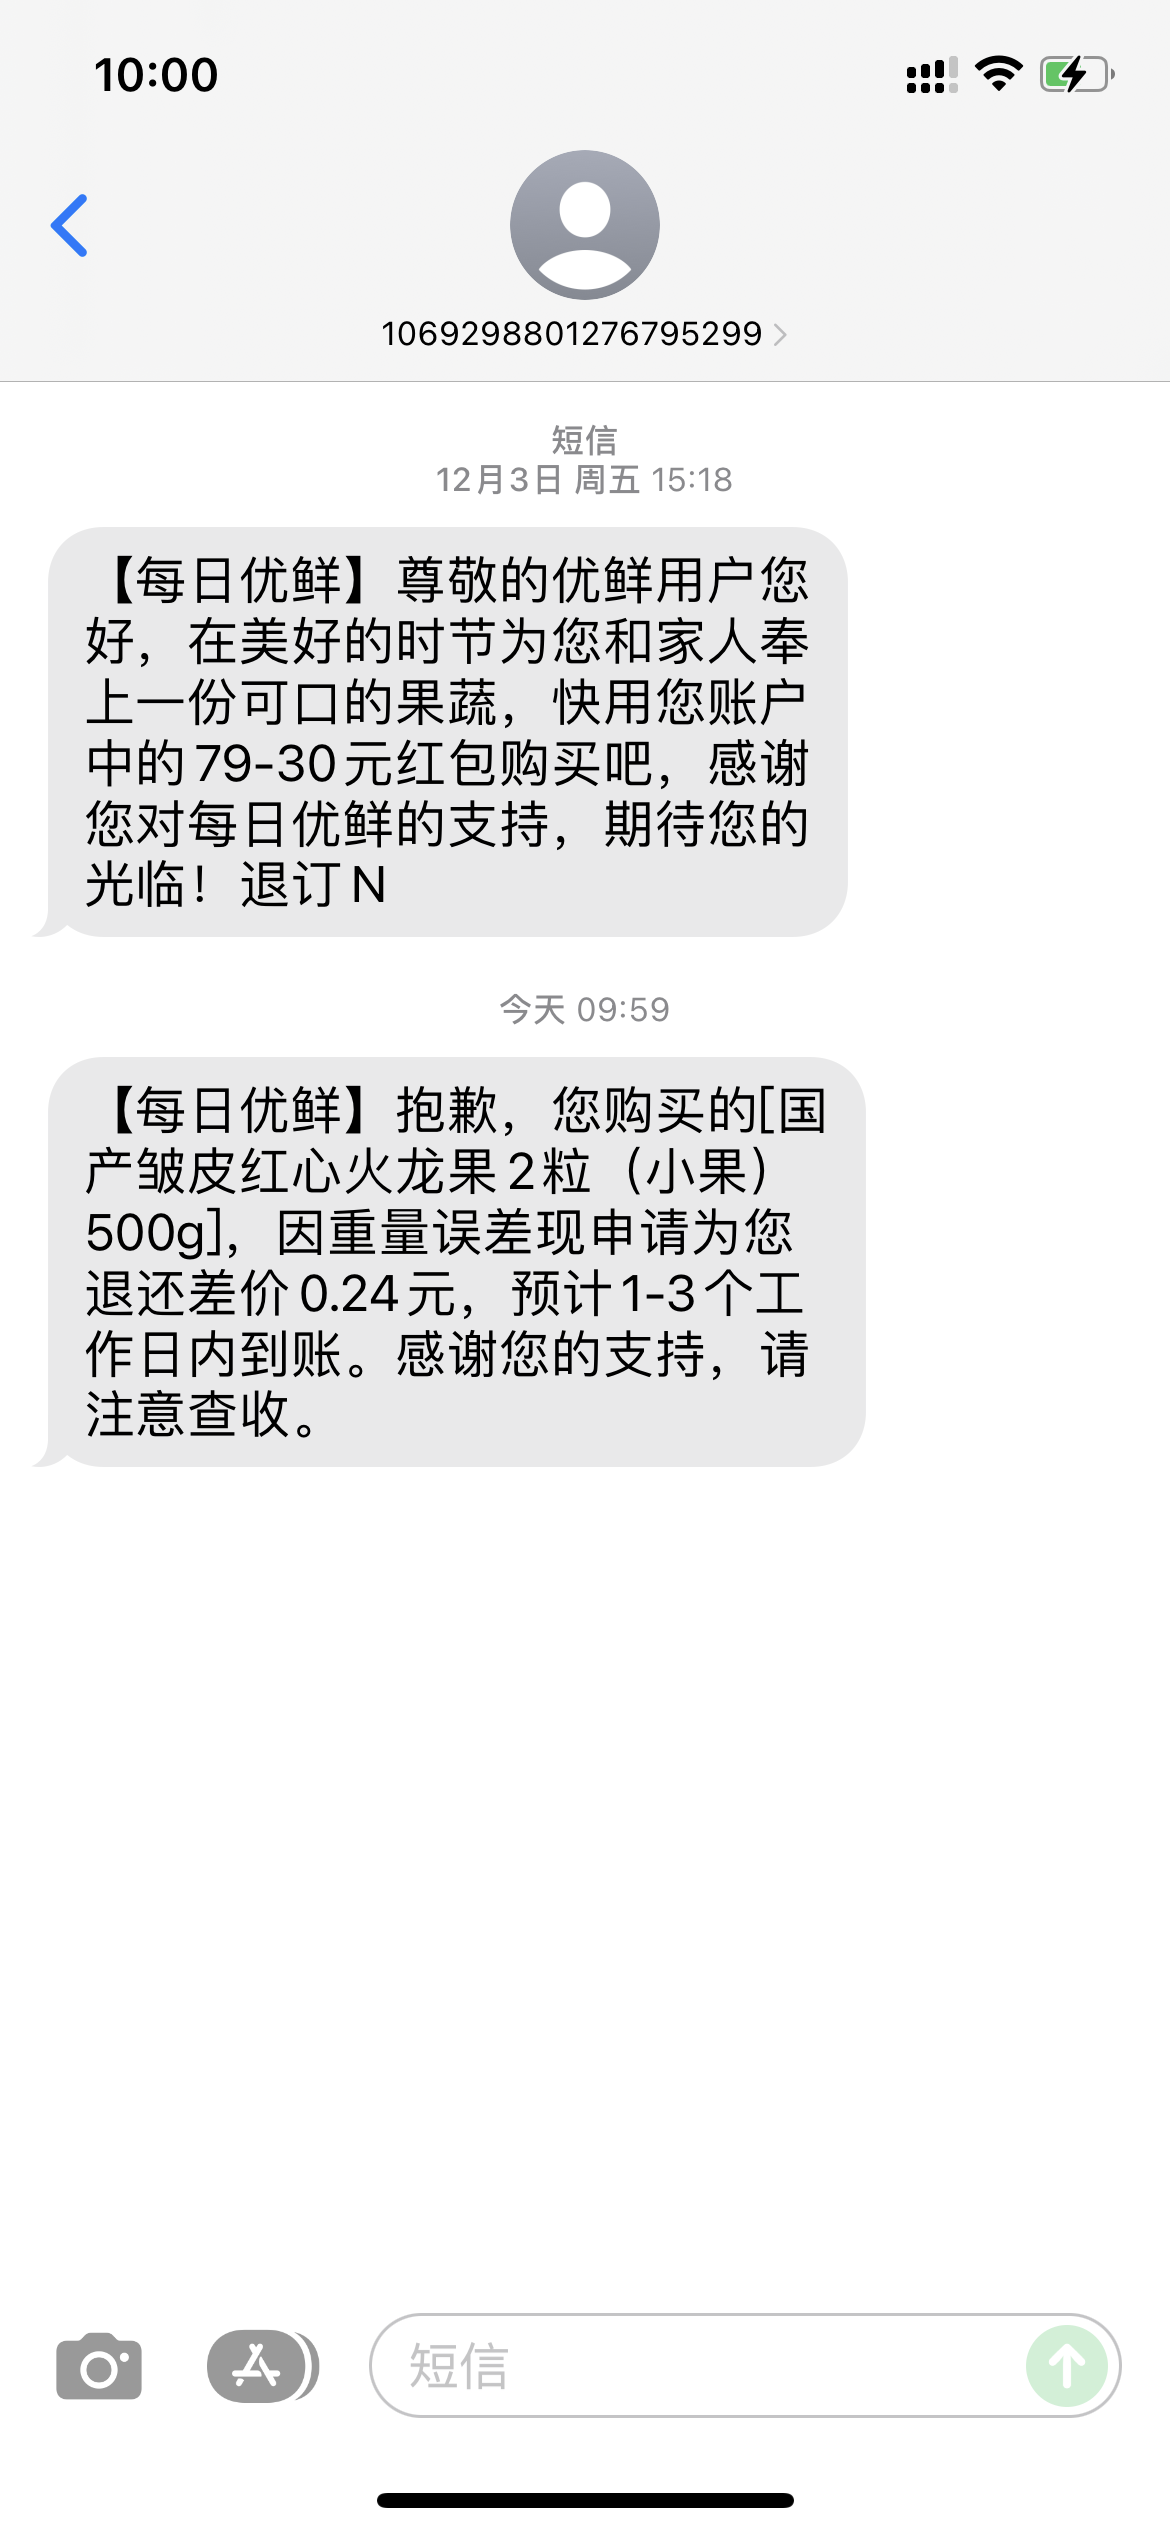 10:00
1069298801276795299
短信
12月3日 周五 15:18
【每日优鲜】尊敬的优鲜用户您
好，在美好的时节为您和家人奉
上一份可口的果蔬，快用您账户
中的79-30元红包购买吧，感谢
您对每日优鲜的支持，期待您的
光临！退订N
今天 09:59
【每日优鲜】抱歉，您购买的[国
产皱皮红心火龙果2粒（小果）
500g]，因重量误差现申请为您
退还差价0.24元，预计1-3个工
作日内到账。感谢您的支持，请
注意查收。
短信